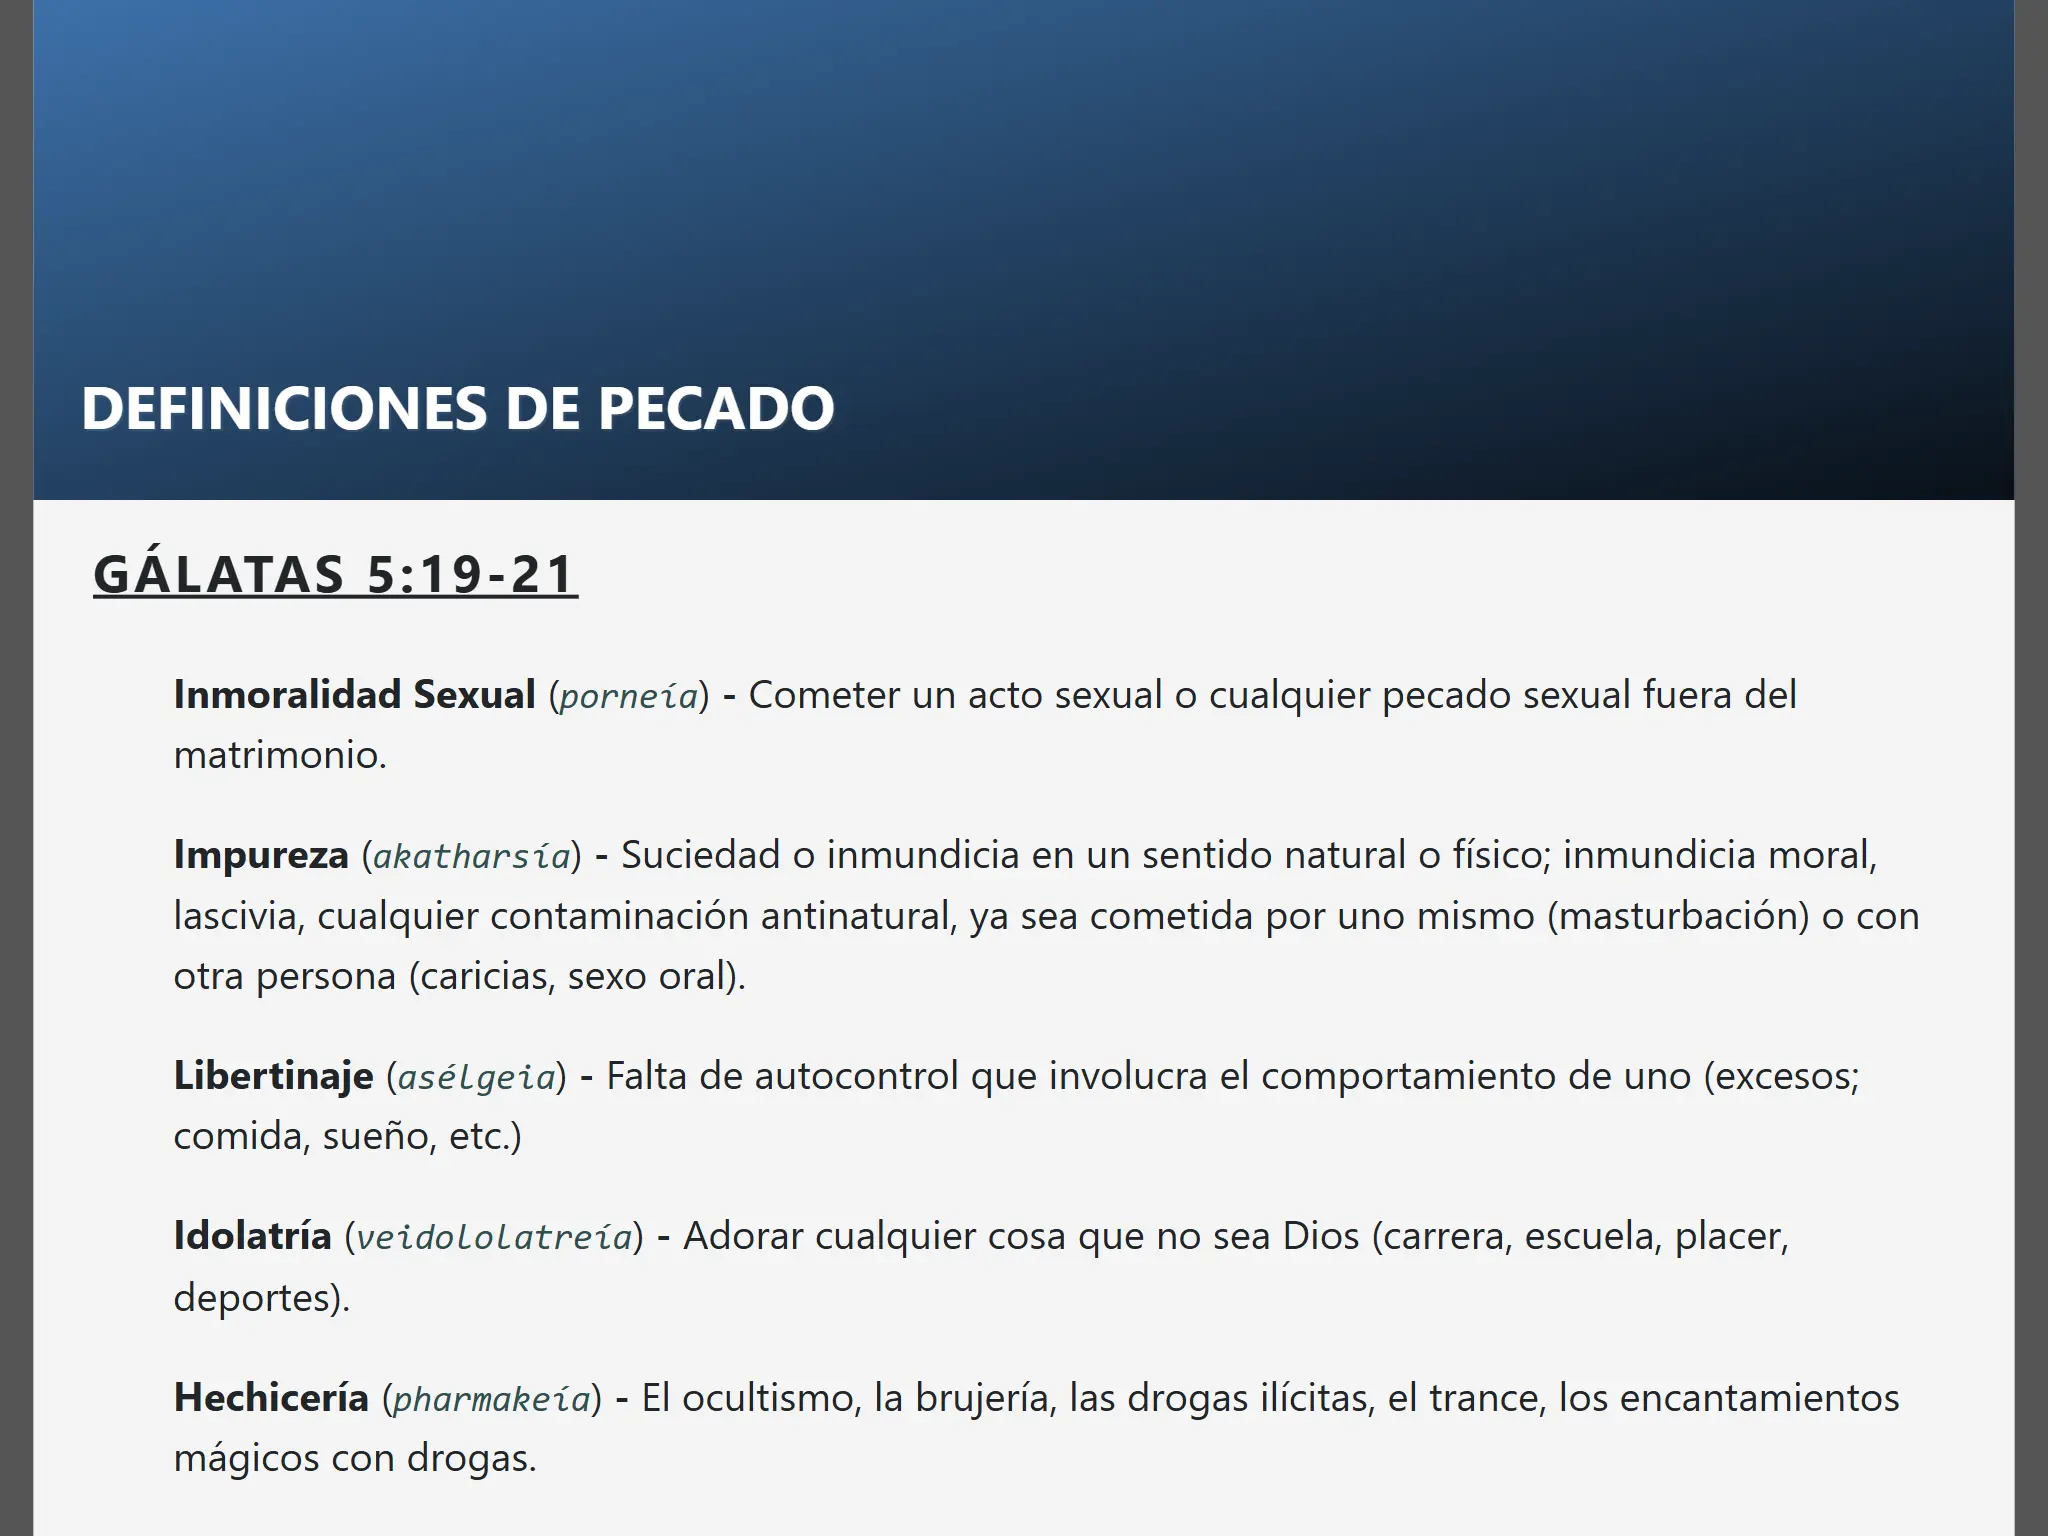 DEFINICIONES DE PECADO
GÁLATAS 5:19-21
Inmoralidad Sexual (porneía) - Cometer un acto sexual o cualquier pecado sexual fuera del
matrimonio.
Impureza (akatharsía) - Suciedad o inmundicia en un sentido natural o físico; inmundicia moral,
lascivia, cualquier contaminación antinatural, ya sea cometida por uno mismo (masturbación) o con
otra persona (caricias, sexo oral).
Libertinaje (asélgeia) - Falta de autocontrol que involucra el comportamiento de uno (excesos;
comida, sueño, etc.)
Idolatría (veidololatreía) - Adorar cualquier cosa que no sea Dios (carrera, escuela, placer,
deportes).
Hechicería (pharmakeía) - El ocultismo, la brujería, las drogas ilícitas, el trance, los encantamientos
mágicos con drogas.